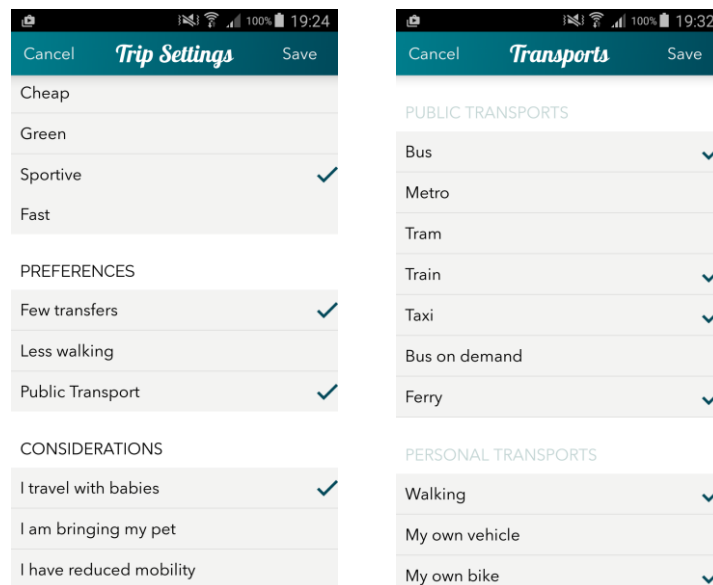 100% 19:24
Cancel Trip Settings Save
Cheap
Green
Sportive
Fast
PREFERENCES
Few transfers
Less walking
Public Transport
CONSIDERATIONS
I travel with babies
I am bringing my pet
I have reduced mobility
100% 19:32
Cancel Transports Save
PUBLIC TRANSPORTS
Bus
Metro
Tram
Train
Taxi
Bus on demand
Ferry
PERSONAL TRANSPORTS
Walking
My own vehicle
My own bike